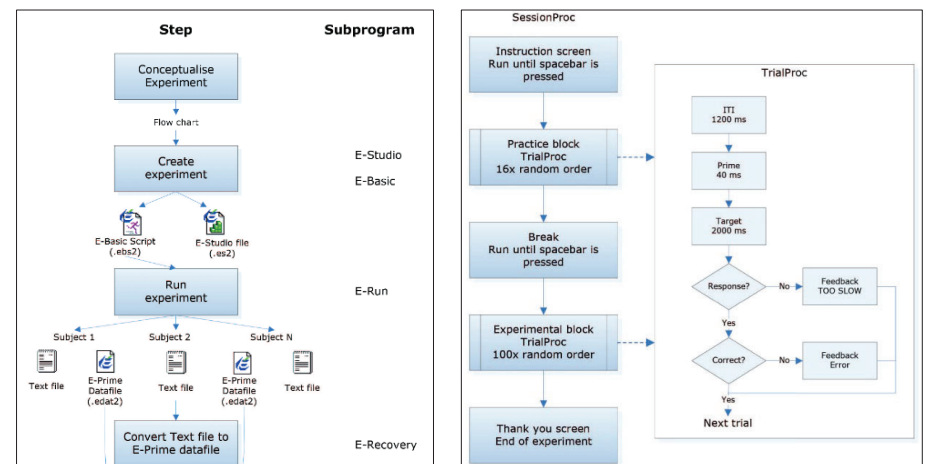 Step
Subprogram
Conceptualise
Experiment
Flow chart
Create
experiment
E-Studio
E-Basic
E-Basic Script
(.ebs2)
E-Studio file
(.es2)
Run
experiment
E-Run
Subject 1
Subject 2
Subject N
Text file
E-Prime
Datafile
(.edat2)
Text file
E-Prime
Datafile
(.edat2)
Text file
Convert Text file to
E-Prime datafile
E-Recovery
SessionProc
Instruction screen
Run until spacebar is
pressed
Practice block
TrialProc
16x random order
Break
Run until spacebar is
pressed
Experimental block
TrialProc
100x random order
Thank you screen
End of experiment
TrialProc
ITI
1200 ms
Prime
40 ms
Target
2000 ms
Response?
No
Feedback
TOO SLOW
Yes
Correct?
No
Feedback
Error
Yes
Next trial